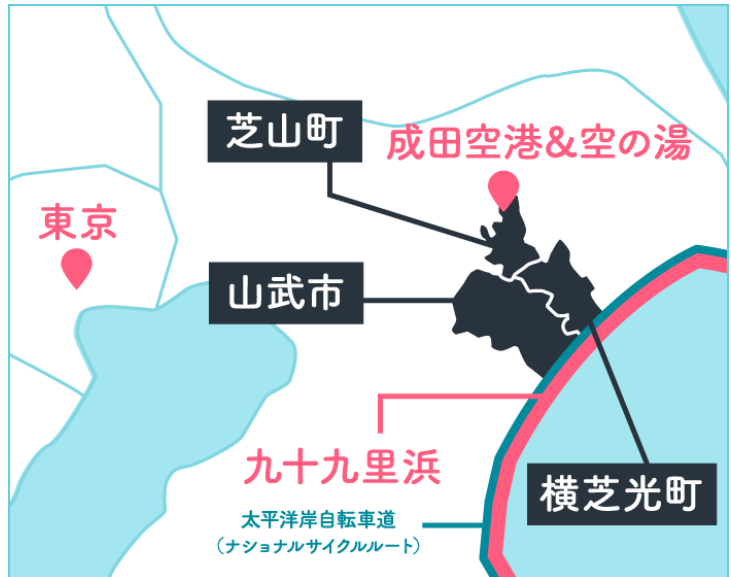 芝山町
成田空港&空の湯
東京
山武市
九十九里浜
横芝光町
太平洋岸自転車道
(ナショナルサイクルルート)